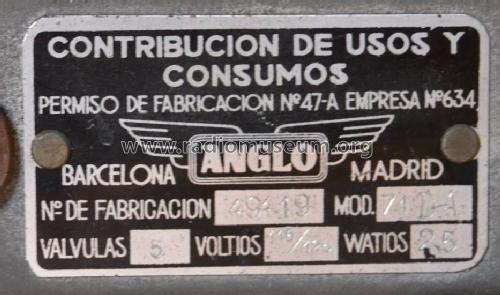 CONTRIBUCION DE USOS Y
CONSUMOS
PERMISO DE FABRICACION Nº47-A EMPRESA Nº634
www.radiomuseum.org
ANGLO
BARCELONA MADRID
Nº DE FABRICACION 49419 MOD.
VALVULAS 5 VOLTIOS WATIOS 25